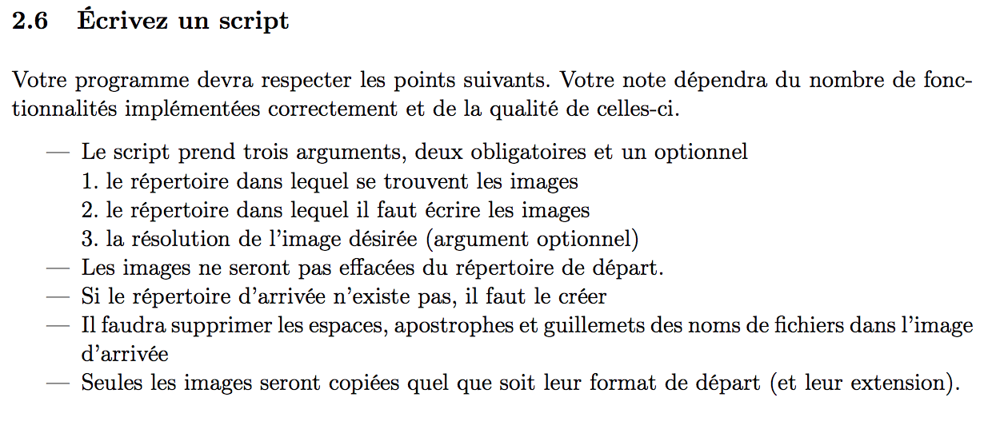 2.6 Écrivez un script
Votre programme devra respecter les points suivants. Votre note dépendra du nombre de fonc-
tionnalités implémentées correctement et de la qualité de celles-ci.
— Le script prend trois arguments, deux obligatoires et un optionnel
1. le répertoire dans lequel se trouvent les images
2. le répertoire dans lequel il faut écrire les images
3. la résolution de l’image désirée (argument optionnel)
— Les images ne seront pas effacées du répertoire de départ.
— Si le répertoire d’arrivée n’existe pas, il faut le créer
— Il faudra supprimer les espaces, apostrophes et guillemets des noms de fichiers dans l’image
d’arrivée
— Seules les images seront copiées quel que soit leur format de départ (et leur extension).